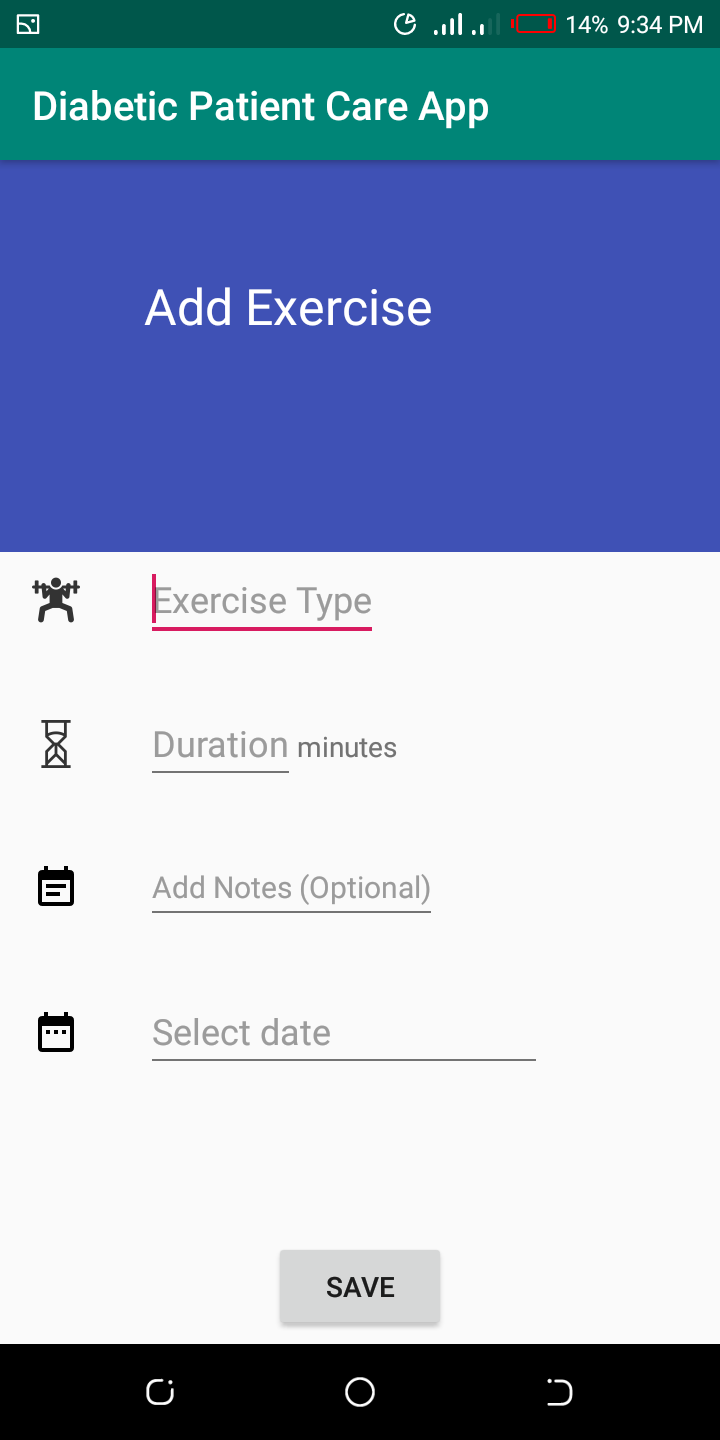 14% 9:34 PM
Diabetic Patient Care App
Add Exercise
Exercise Type
Duration minutes
Add Notes (Optional)
Select date
SAVE